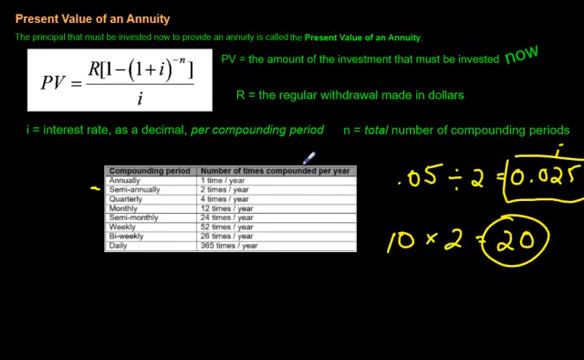 Present Value of an Annuity
The principal that must be invested now to provide an annuity is called the Present Value of an Annuity
PV = R[1−(1+i)⁻ⁿ] / i
PV = the amount of the investment that must be invested now
R = the regular withdrawal made in dollars
i = interest rate, as a decimal, per compounding period n = total number of compounding periods
Compounding period Number of times compounded per year
Annually 1 time / year
Semi-annually 2 times / year
Quarterly 4 times / year
Monthly 12 times / year
Semi-monthly 24 times / year
Weekly 52 times / year
Bi-weekly 26 times / year
Daily 365 times / year
i
.05 ÷ 2 = 0.025
10 × 2 = 20